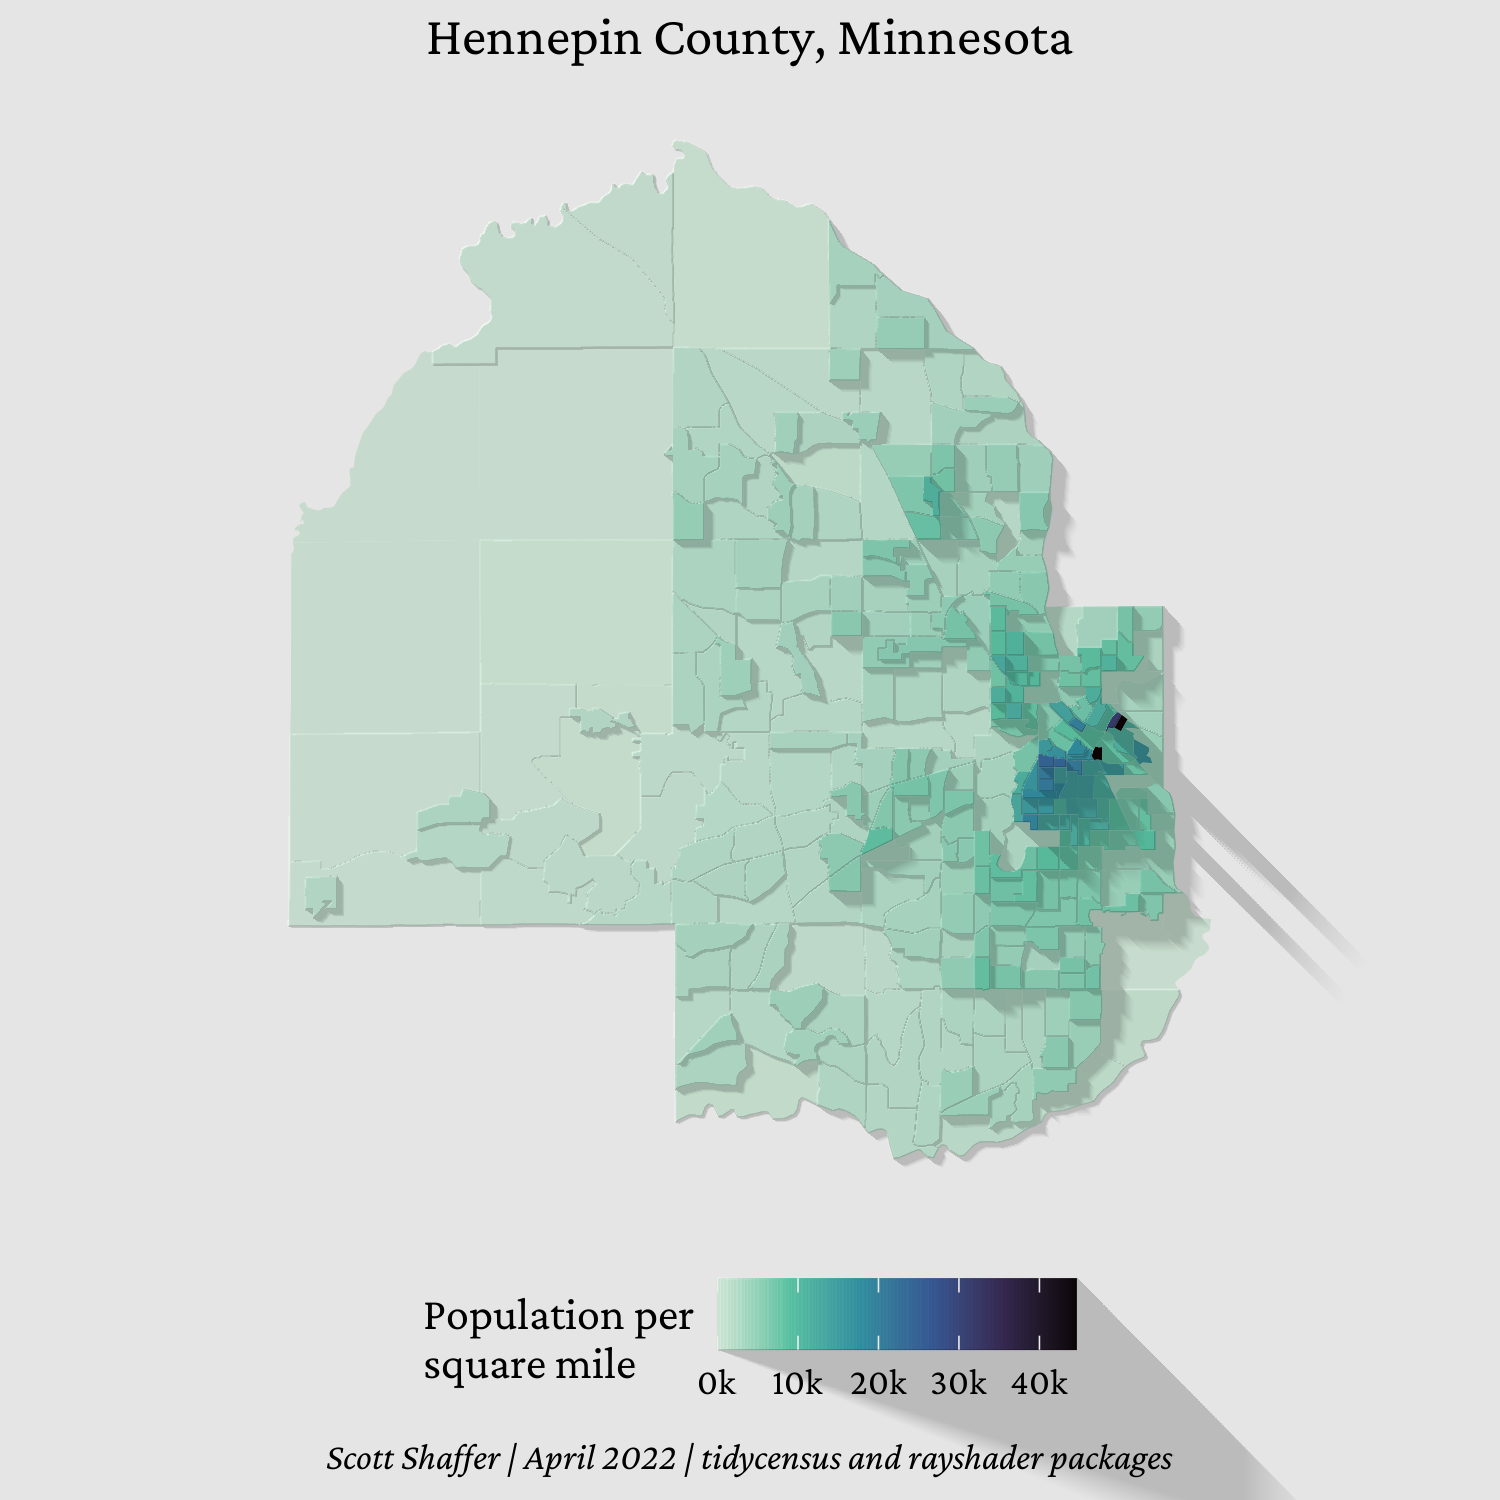 Hennepin County, Minnesota
Population per
square mile
0k 10k 20k 30k 40k
Scott Shaffer | April 2022 | tidycensus and rayshader packages